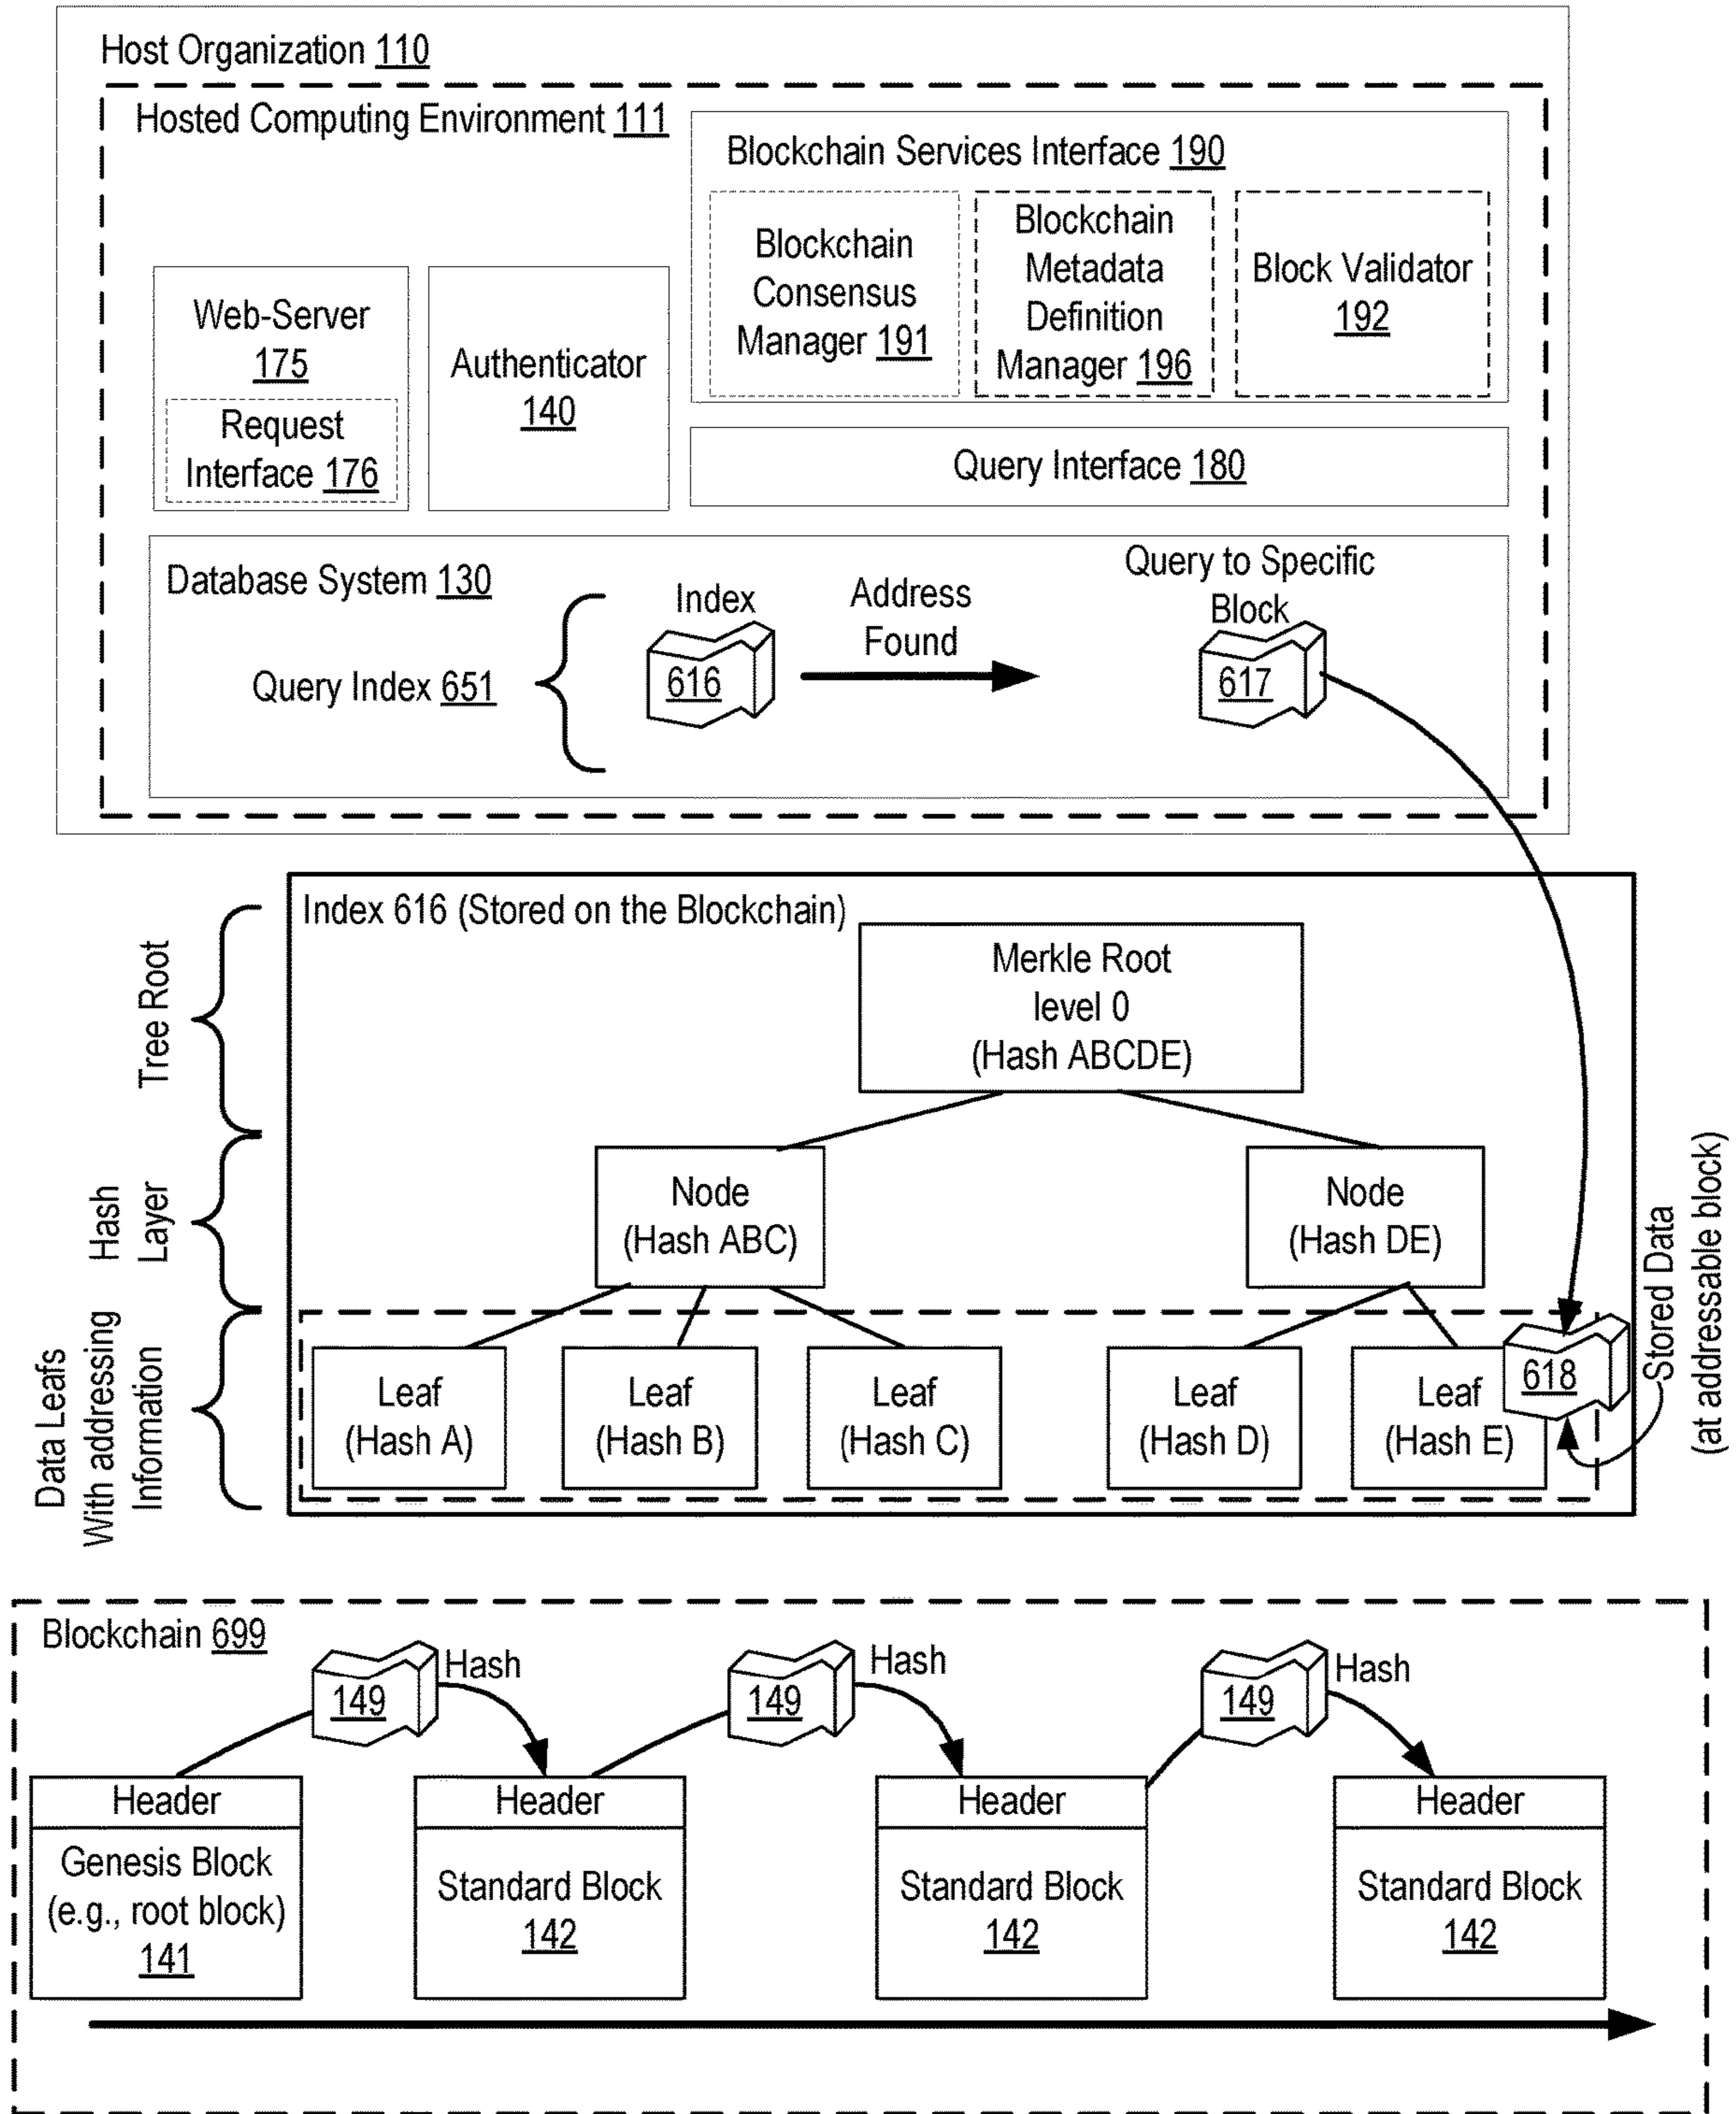 Host Organization 110
Hosted Computing Environment 111
Blockchain Services Interface 190
Blockchain
Consensus
Manager 191
Blockchain
Metadata
Definition
Manager 196
Block Validator
192
Web-Server
175
Request
Interface 176
Authenticator
140
Query Interface 180
Database System 130
Query Index 651
Index
616
Address
Found
Query to Specific
Block
617
Index 616 (Stored on the Blockchain)
Tree Root
Merkle Root
level 0
(Hash ABCDE)
Hash
Layer
Node
(Hash ABC)
Node
(Hash DE)
Data Leafs
With addressing
Information
Leaf
(Hash A)
Leaf
(Hash B)
Leaf
(Hash C)
Leaf
(Hash D)
Leaf
(Hash E)
618
Stored Data
(at addressable block)
Blockchain 699
149
Hash
149
Hash
149
Hash
Header
Genesis Block
(e.g., root block)
141
Header
Standard Block
142
Header
Standard Block
142
Header
Standard Block
142